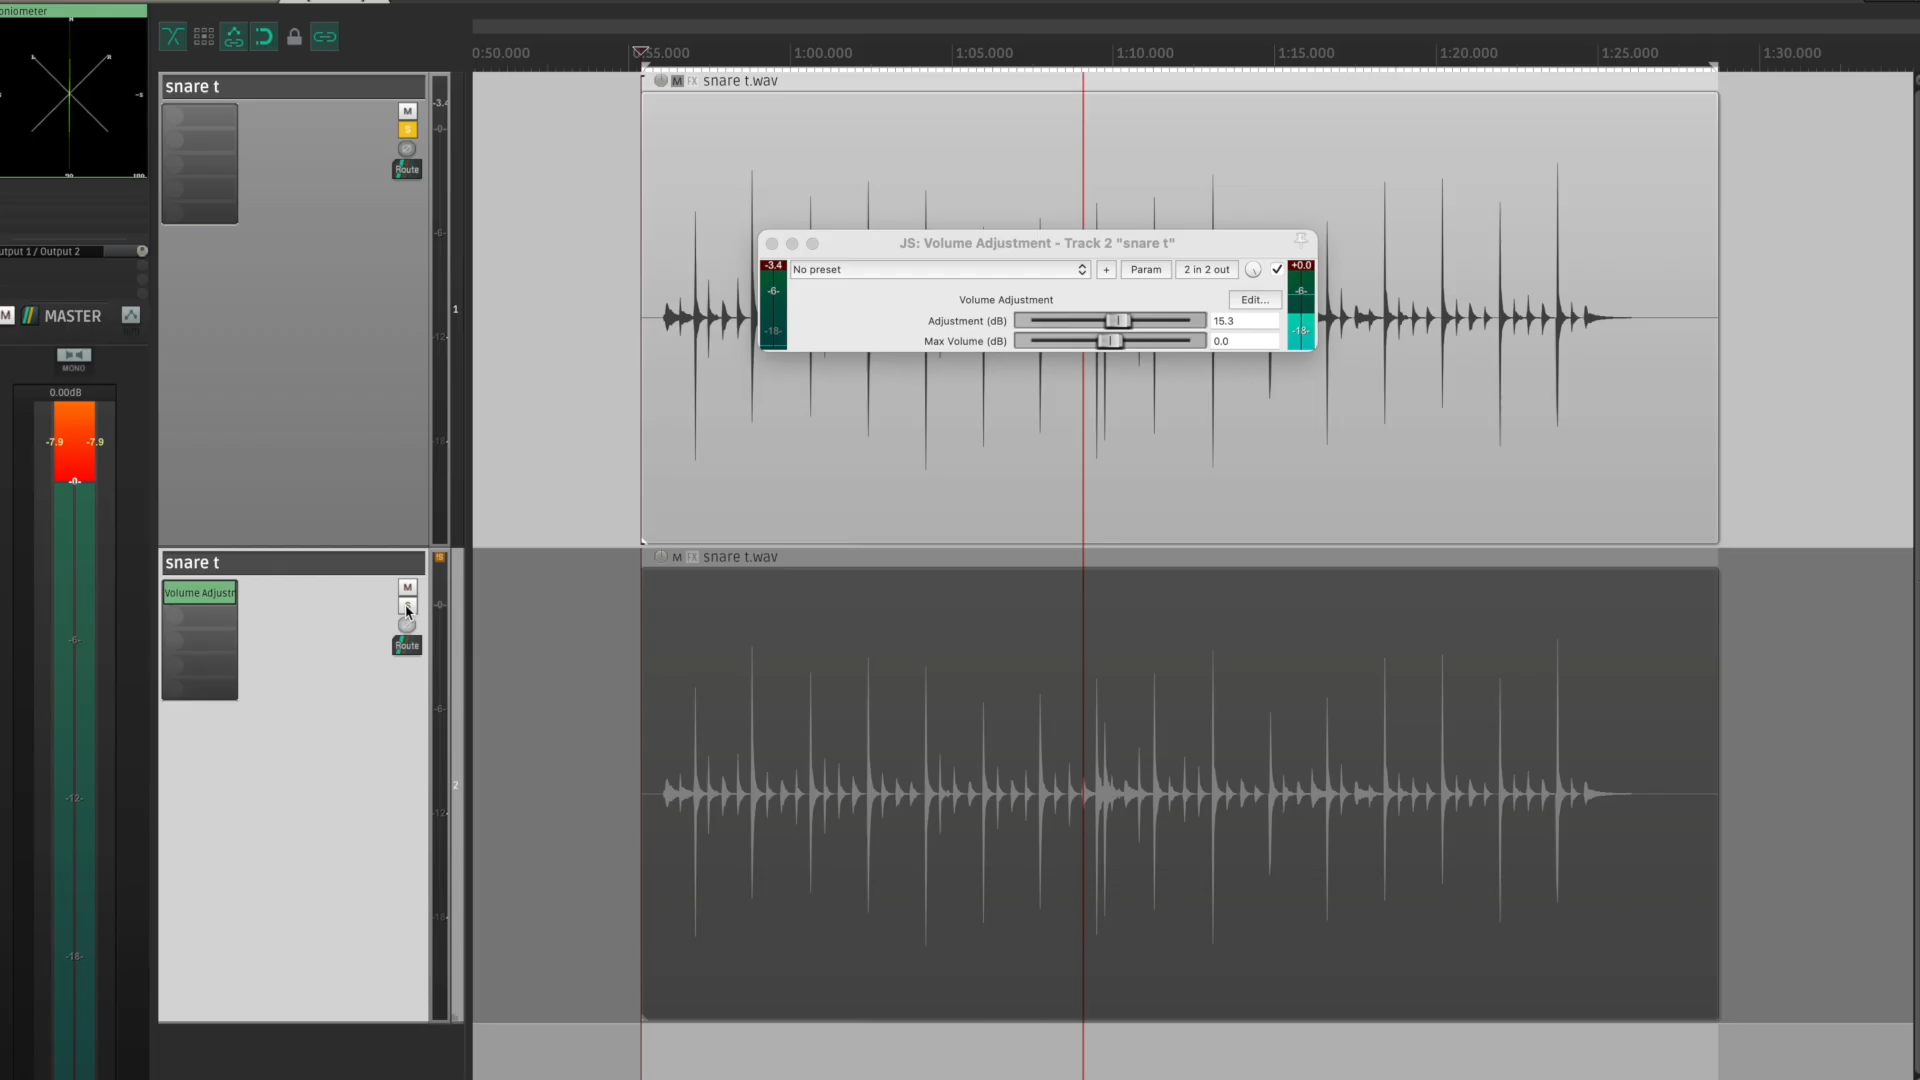 oniometer
R
L
R
-S
90
100
0:50.000
0:55.000
1:00.000
1:05.000
1:10.000
1:15.000
1:20.000
1:25.000
1:30.000
snare t
M
S
Route
-3.4
-0-
-6-
-12-
-18-
1
M FX snare t.wav
JS: Volume Adjustment - Track 2 "snare t"
-3.4
-6-
-18-
No preset
+
Param
2 in 2 out
+0.0
-6-
-18-
Volume Adjustment
Edit...
Adjustment (dB)
15.3
Max Volume (dB)
0.0
utput 1 / Output 2
M
MASTER
MONO
0.00dB
-7.9
-7.9
-0-
-6-
-12-
-18-
snare t
Volume Adjustr
M
S
Route
-0-
-6-
-12-
-18-
2
M FX snare t.wav